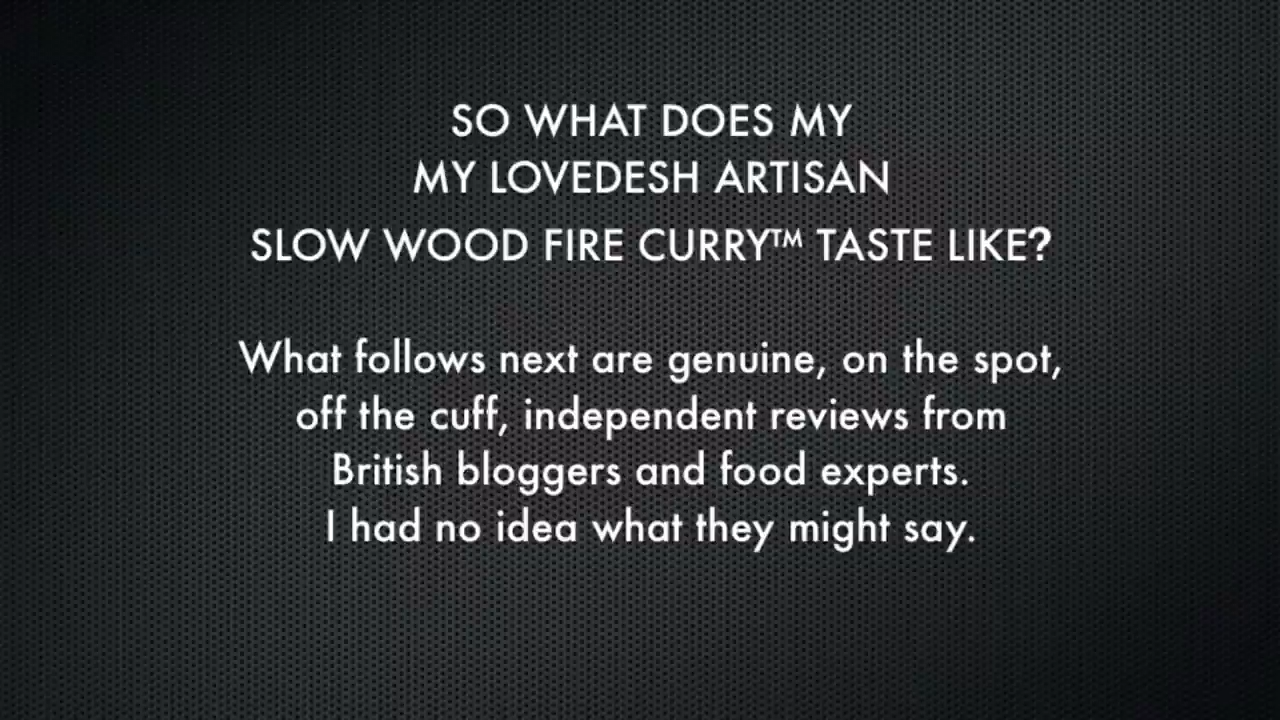 SO WHAT DOES MY
MY LOVEDESH ARTISAN
SLOW WOOD FIRE CURRY™ TASTE LIKE?
What follows next are genuine, on the spot,
off the cuff, independent reviews from
British bloggers and food experts.
I had no idea what they might say.